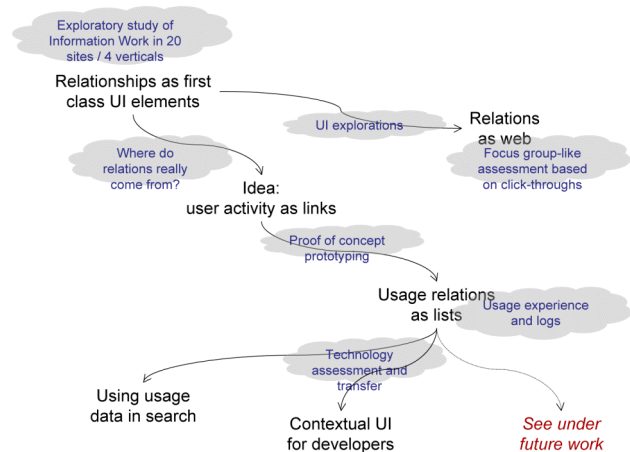 Exploratory study of
Information Work in 20
sites / 4 verticals
Relationships as first
class UI elements
UI explorations
Relations
as web
Where do
relations really
come from?
Focus group-like
assessment based
on click-throughs
Idea:
user activity as links
Proof of concept
prototyping
Usage relations
as lists
Usage experience
and logs
Technology
assessment and
transfer
Using usage
data in search
Contextual UI
for developers
See under
future work